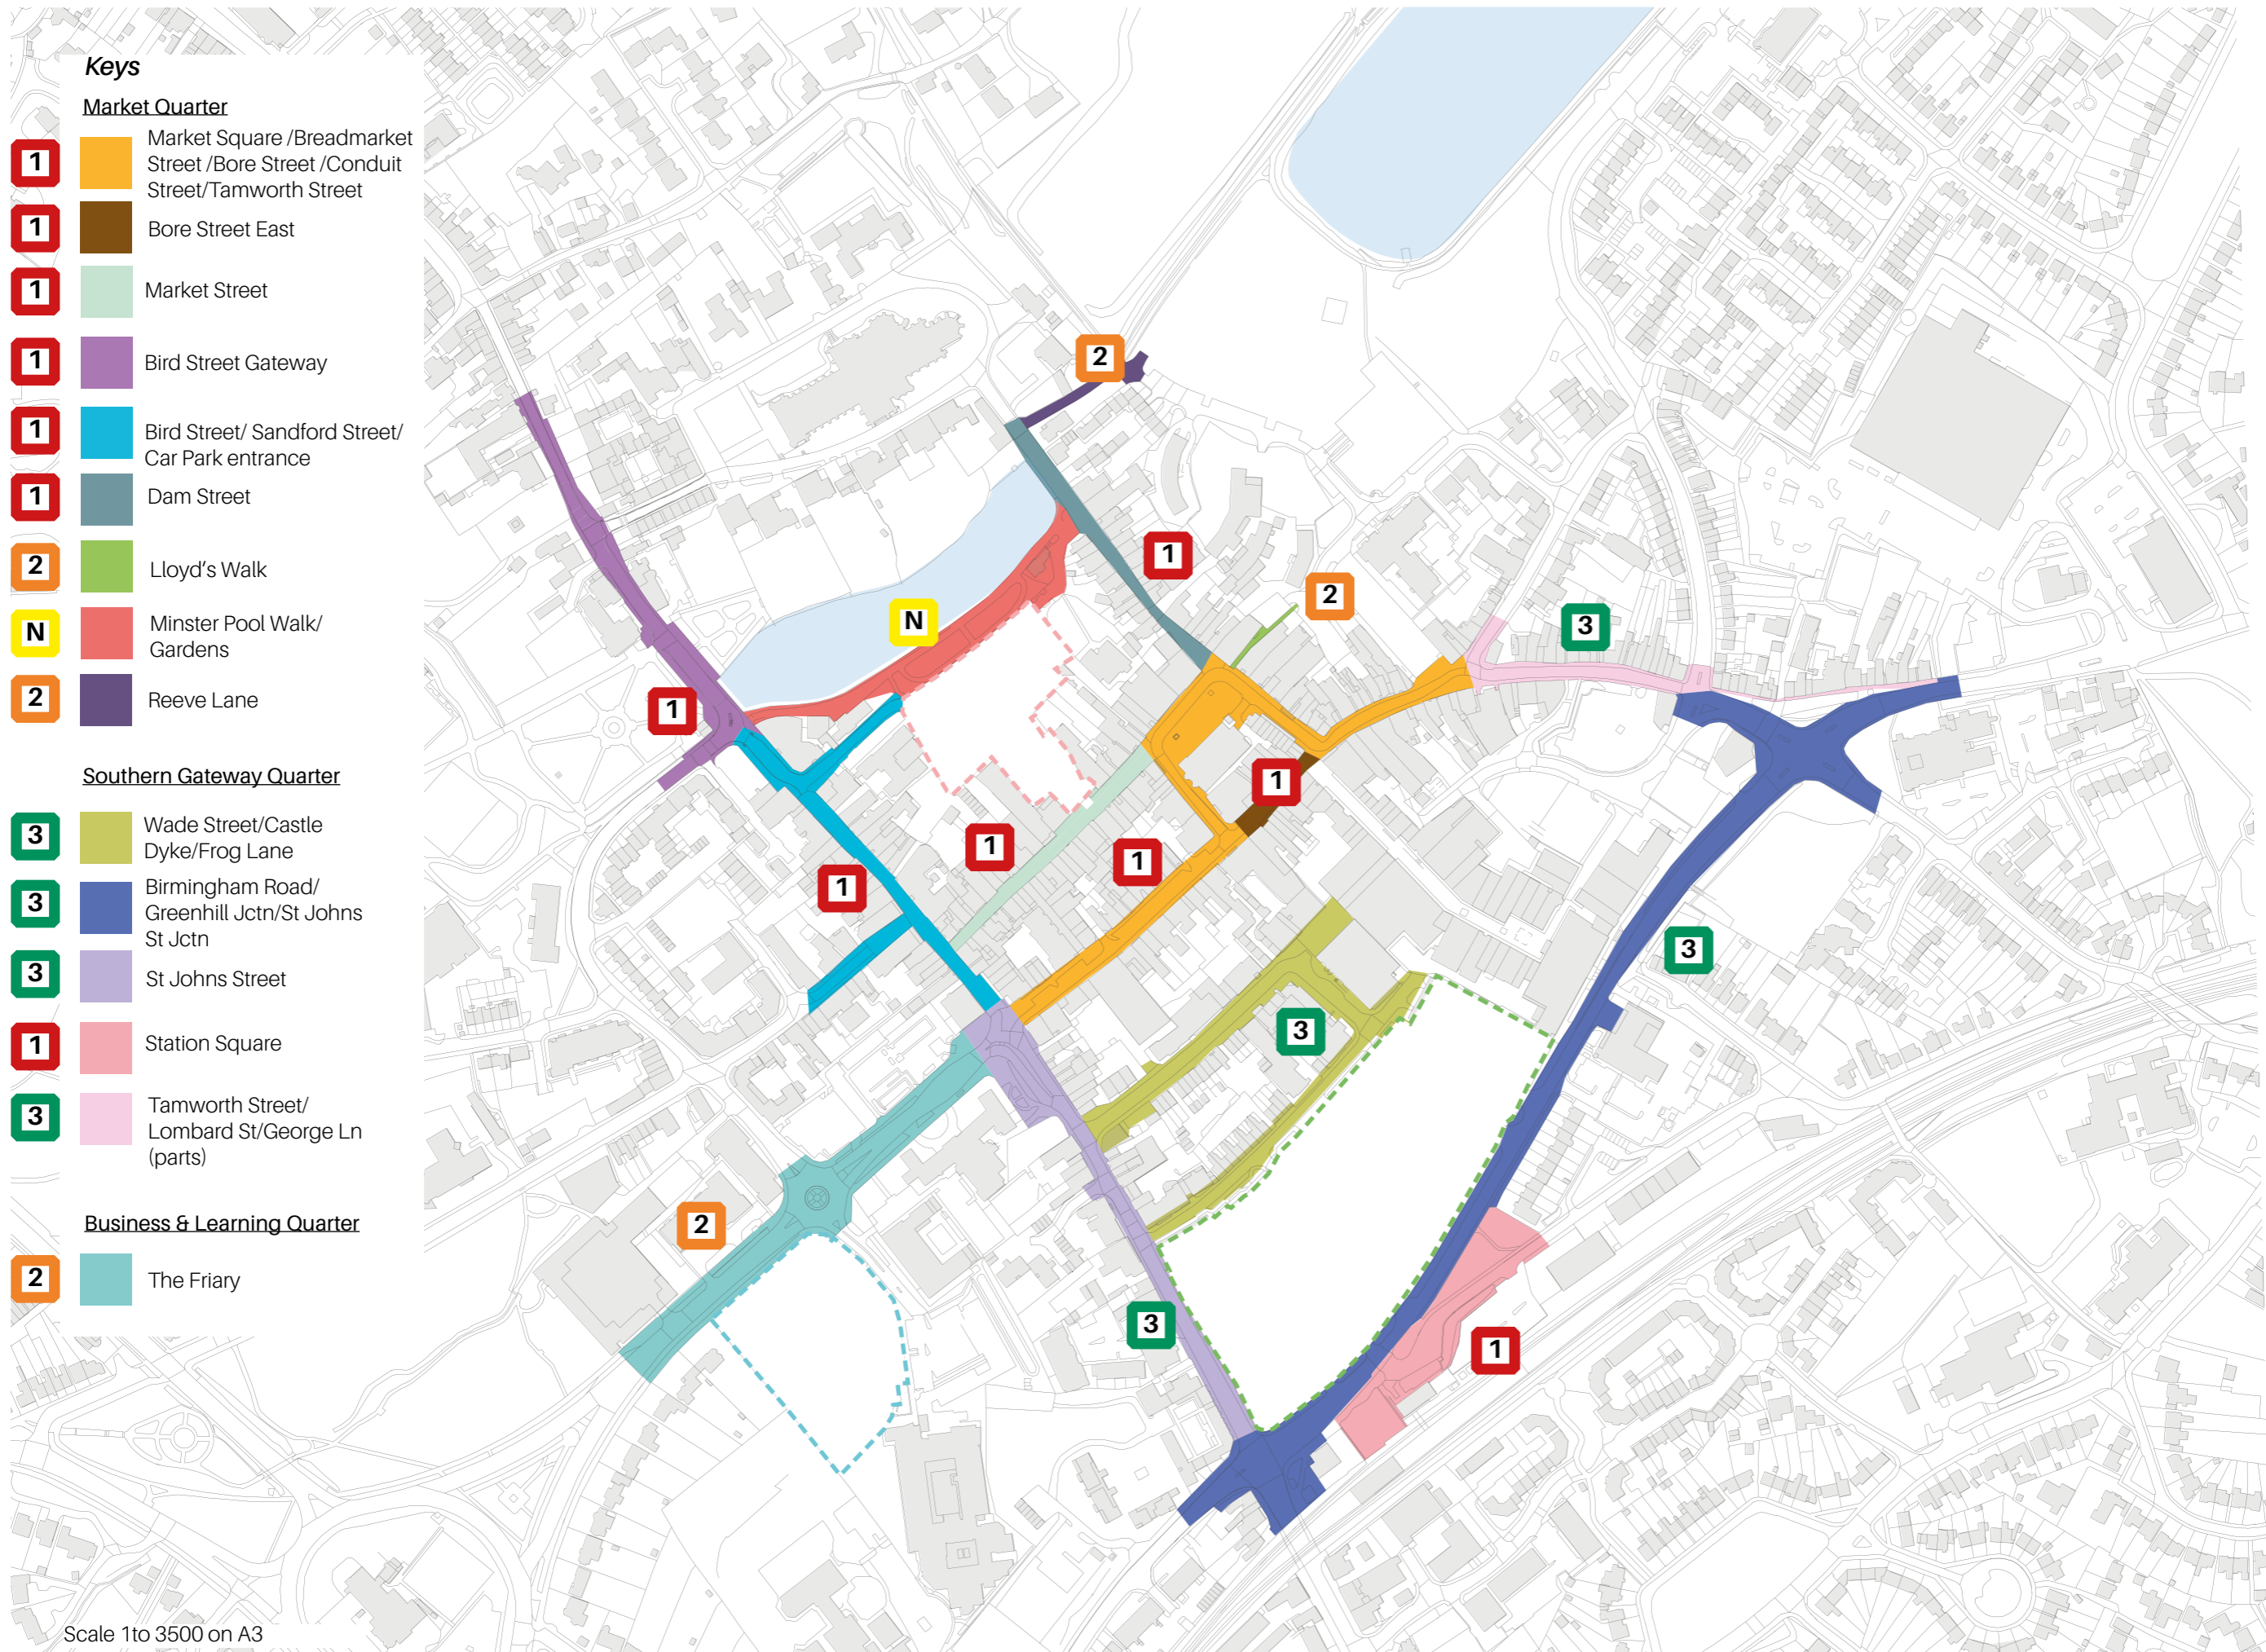 Keys
Market Quarter
1
Market Square /Breadmarket
Street /Bore Street /Conduit
Street/Tamworth Street
1
Bore Street East
1
Market Street
1
Bird Street Gateway
1
Bird Street/ Sandford Street/
Car Park entrance
1
Dam Street
2
Lloyd's Walk
N
Minster Pool Walk/
Gardens
2
Reeve Lane
Southern Gateway Quarter
3
Wade Street/Castle
Dyke/Frog Lane
3
Birmingham Road/
Greenhill Jctn/St Johns
St Jctn
3
St Johns Street
1
Station Square
3
Tamworth Street/
Lombard St/George Ln
(parts)
Business & Learning Quarter
2
The Friary
Scale 1to 3500 on A3
2
1
2
N
3
1
1
1
1
1
3
3
2
3
1